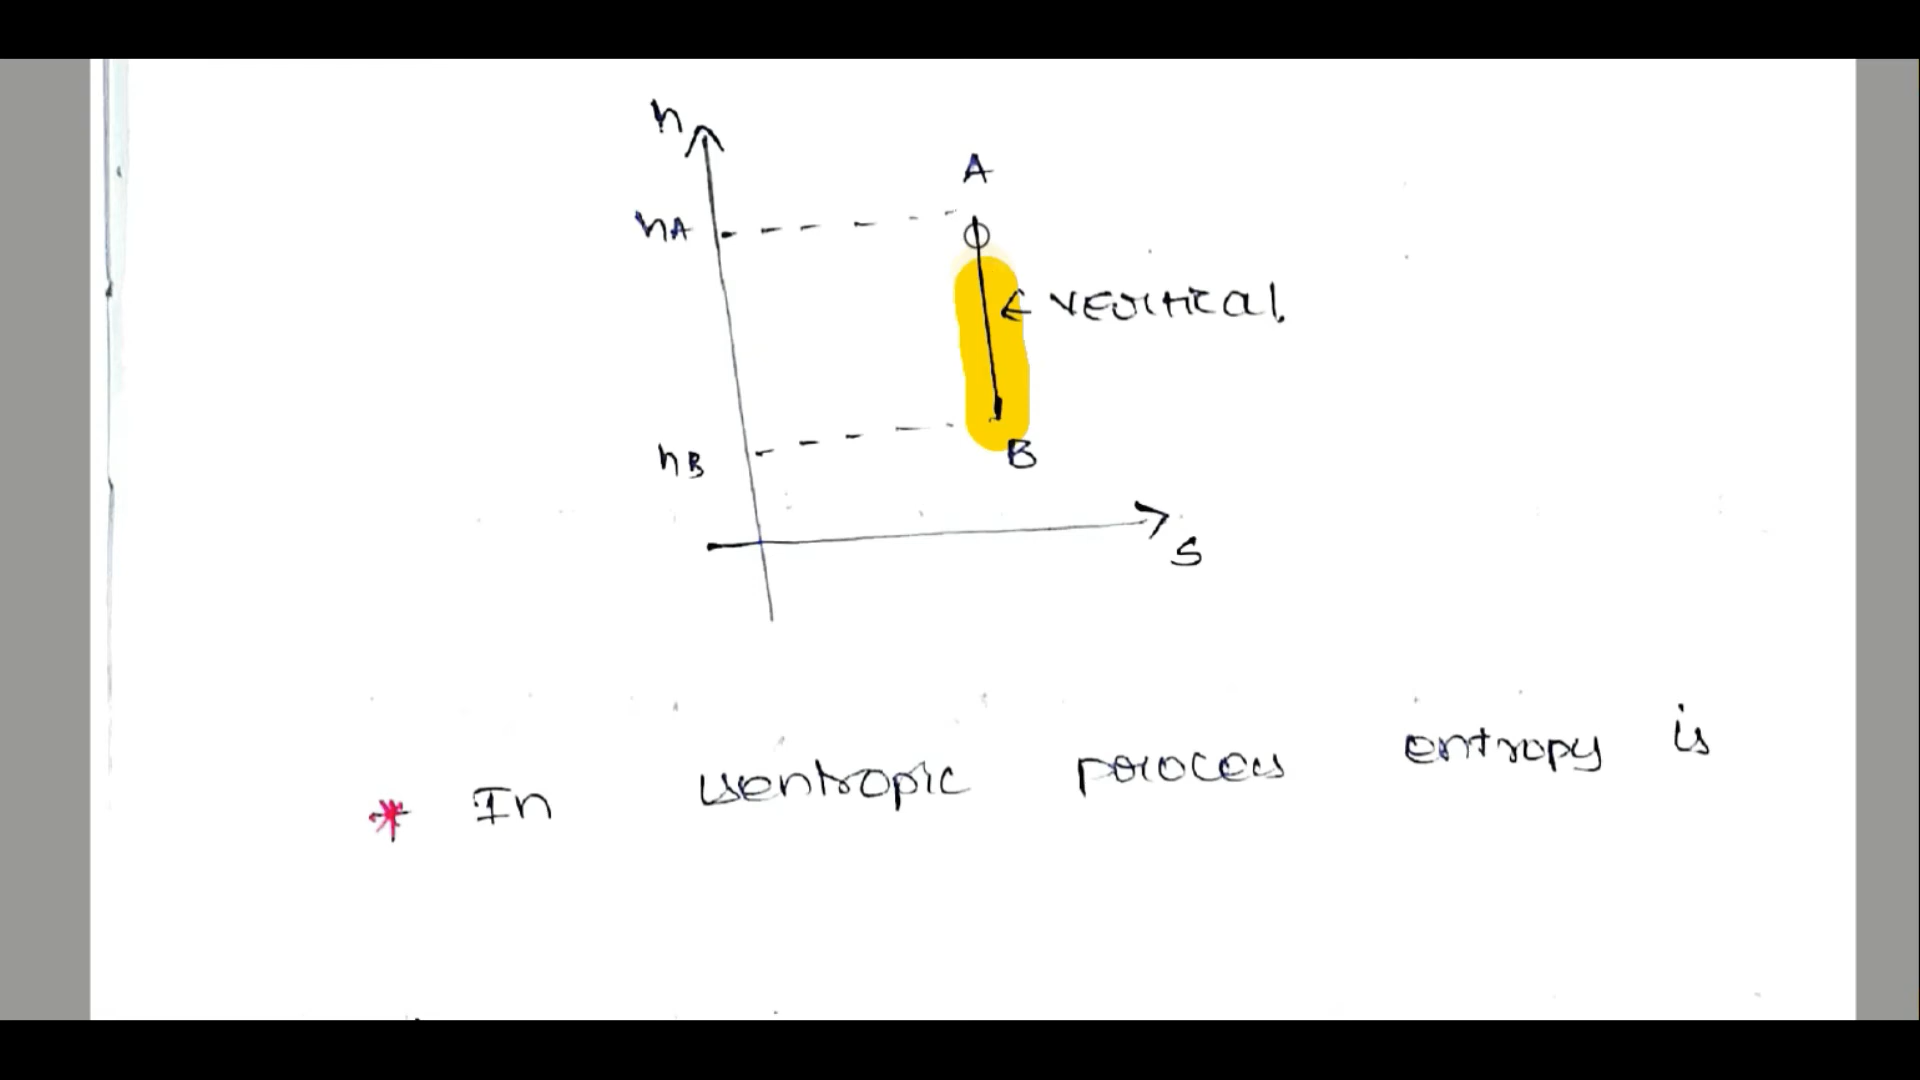 h
A
hA
← vertical
hB
B
s
* In isentropic process entropy is